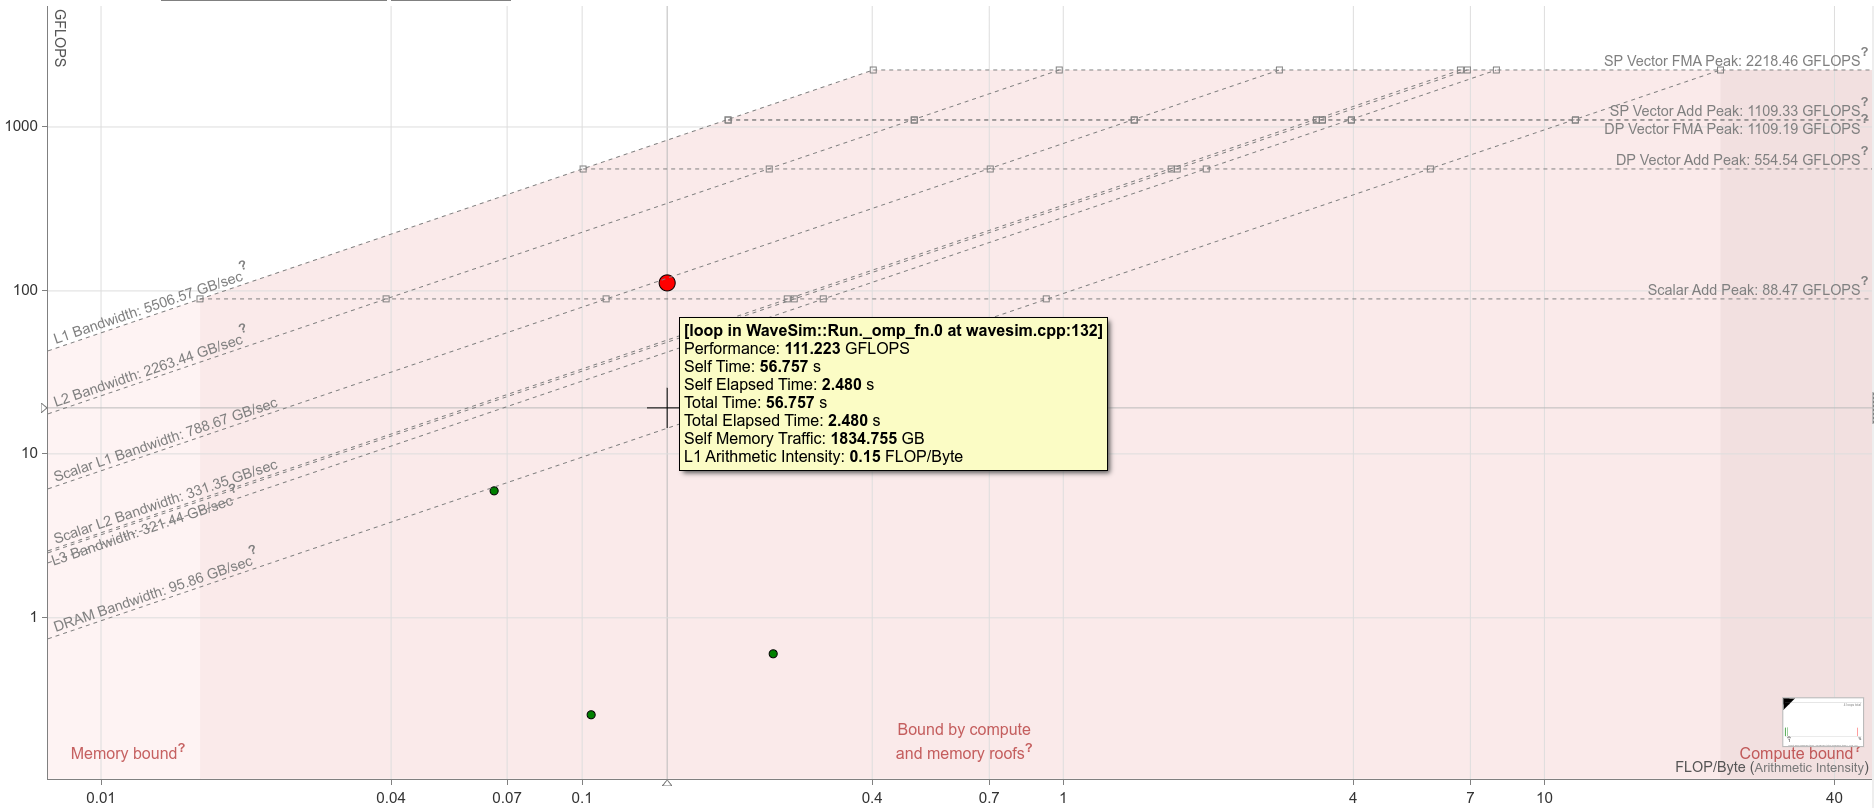 GFLOPS
SP Vector FMA Peak: 2218.46 GFLOPS?
SP Vector Add Peak: 1109.33 GFLOPS?
DP Vector FMA Peak: 1109.19 GFLOPS?
DP Vector Add Peak: 554.54 GFLOPS?
Scalar Add Peak: 88.47 GFLOPS?
1000
100
10
1
L1 Bandwidth: 5506.57 GB/sec?
L2 Bandwidth: 2263.44 GB/sec?
Scalar L1 Bandwidth: 788.67 GB/sec
Scalar L2 Bandwidth: 331.35 GB/sec
L3 Bandwidth: 321.44 GB/sec?
DRAM Bandwidth: 95.86 GB/sec?
[loop in WaveSim::Run._omp_fn.0 at wavesim.cpp:132]
Performance: 111.223 GFLOPS
Self Time: 56.757 s
Self Elapsed Time: 2.480 s
Total Time: 56.757 s
Total Elapsed Time: 2.480 s
Self Memory Traffic: 1834.755 GB
L1 Arithmetic Intensity: 0.15 FLOP/Byte
Memory bound?
Bound by compute
and memory roofs?
Compute bound?
FLOP/Byte (Arithmetic Intensity)
0.01
0.04
0.07
0.1
0.4
0.7
1
4
7
10
40